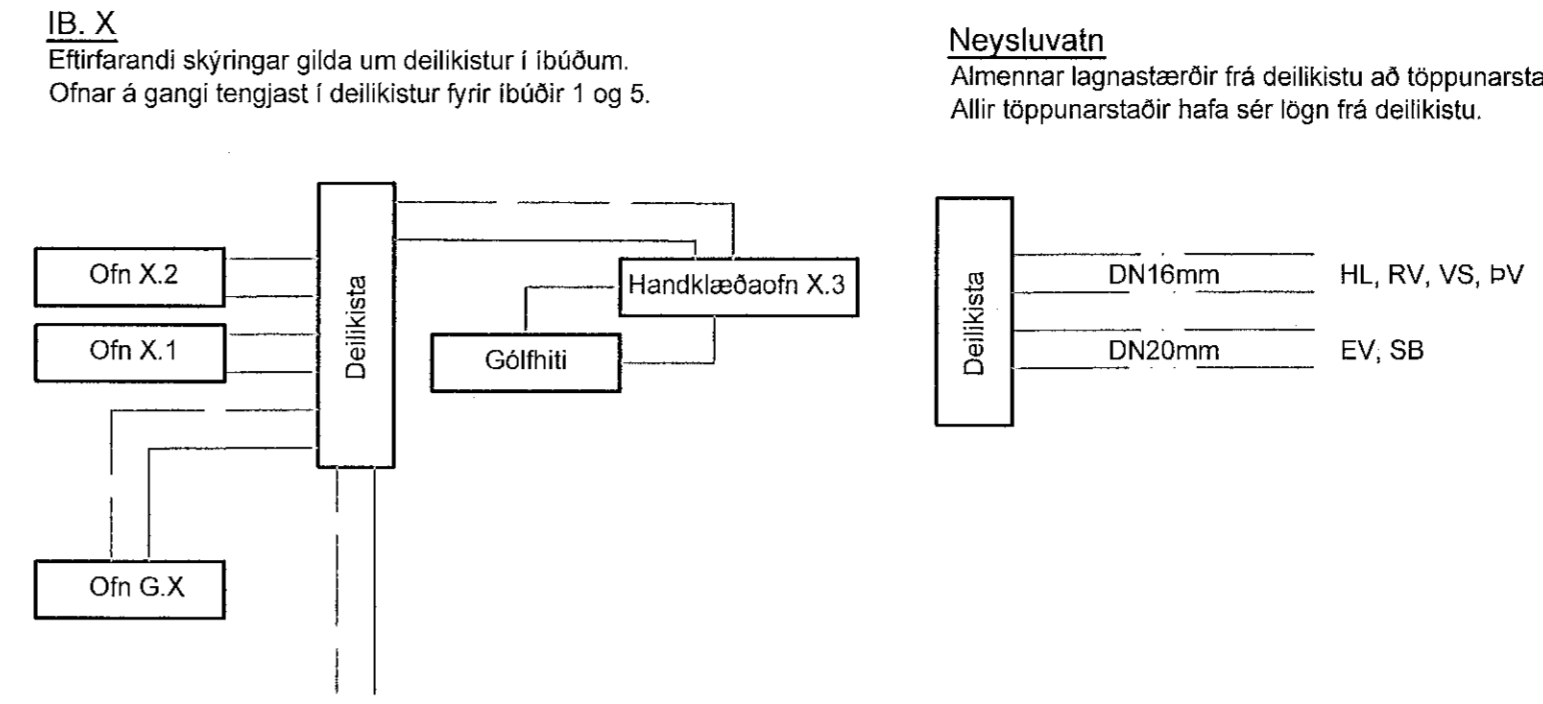 IB. X
Eftirfarandi skýringar gilda um deilikistur í íbúðum.
Ofnar á gangi tengjast í deilikistur fyrir íbúðir 1 og 5.
Ofn X.2
Ofn X.1
Ofn G.X
Deilikista
Handklæðaofn X.3
Gólfhiti
Neysluvatn
Almennar lagnastærðir frá deilikistu að töppunarsta
Allir töppunarstaðir hafa sér lögn frá deilikistu.
Deilikista
DN16mm HL, RV, VS, ÞV
DN20mm EV, SB